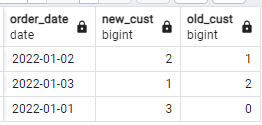 order_date new_cust old_cust
date bigint bigint
2022-01-02 2 1
2022-01-03 1 2
2022-01-01 3 0